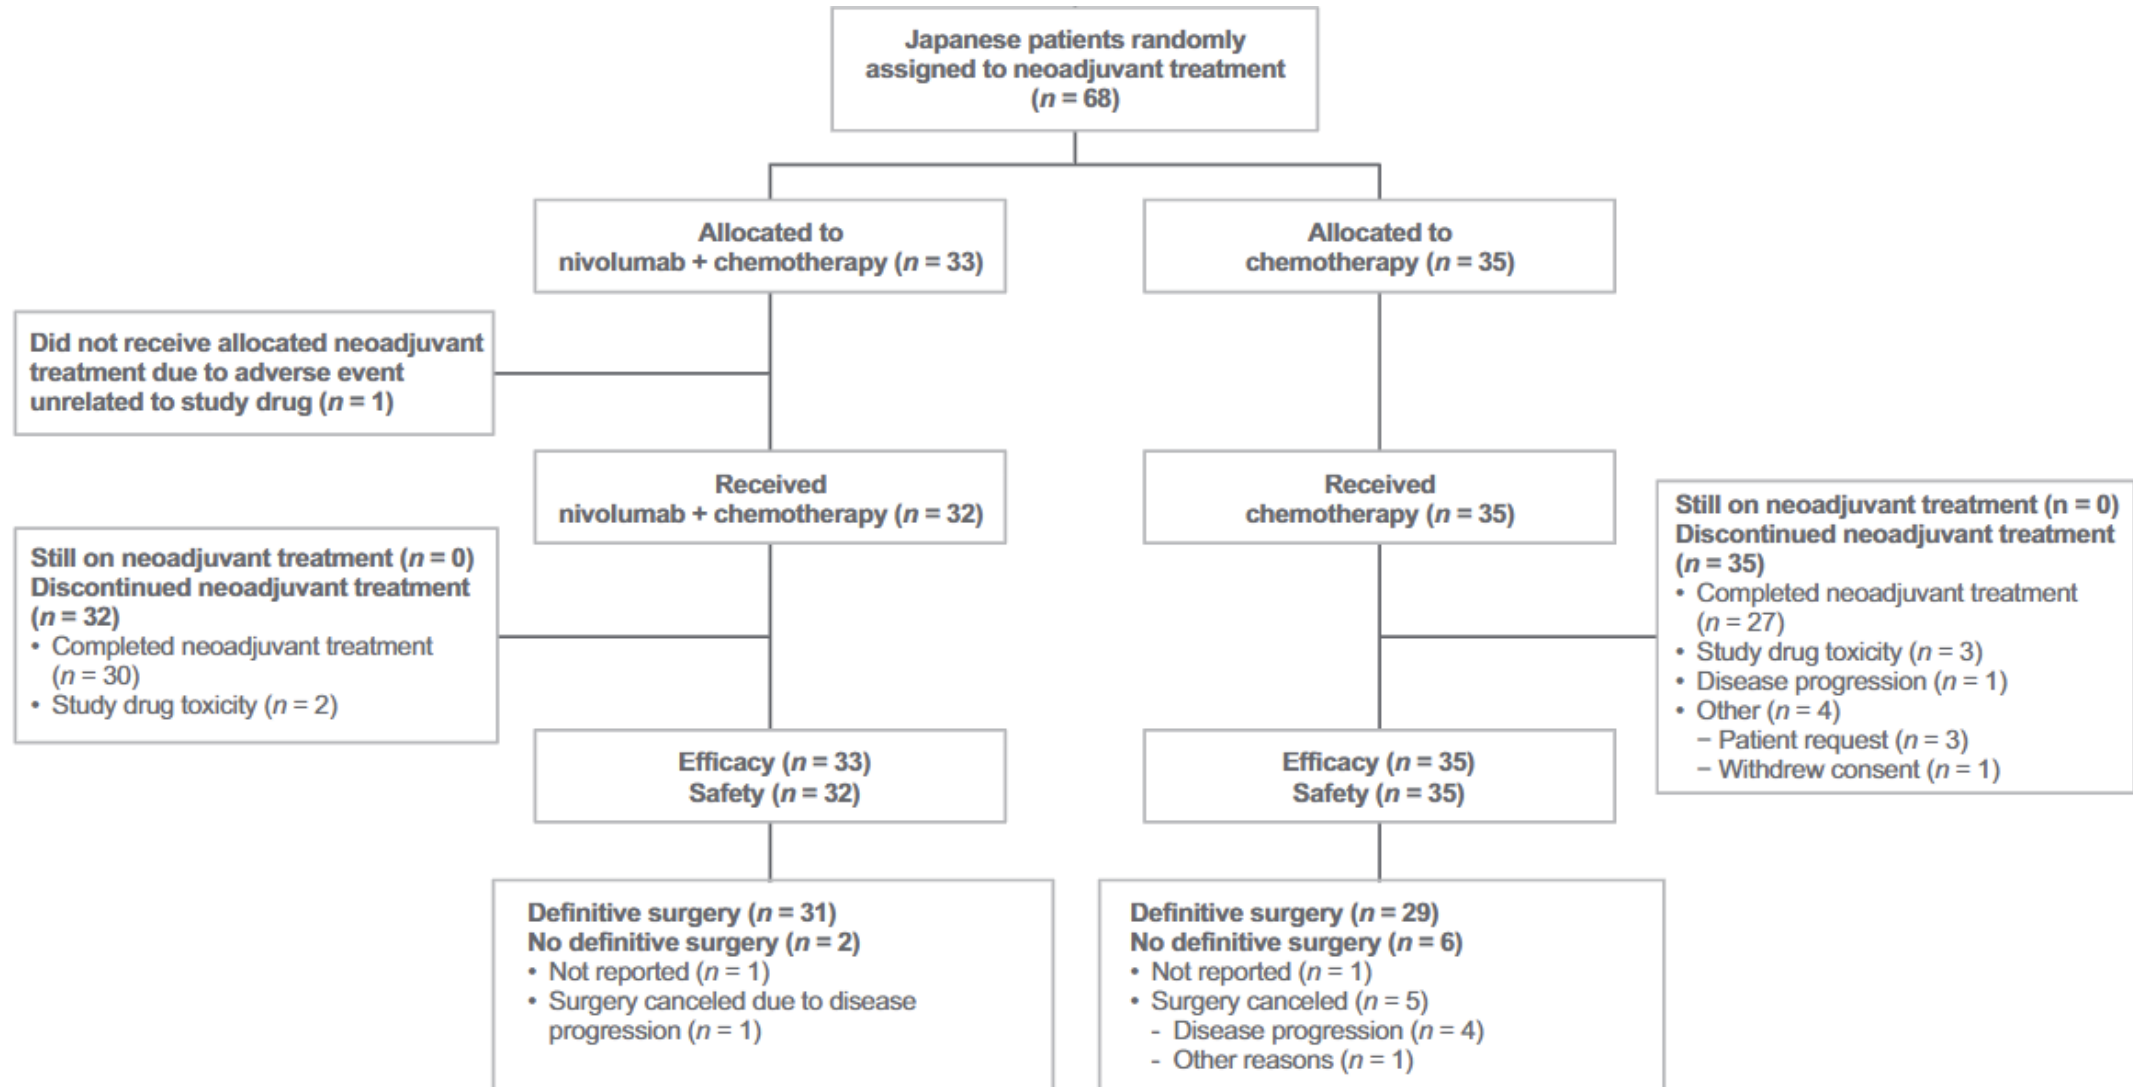 Japanese patients randomly
assigned to neoadjuvant treatment
(n = 68)
Allocated to
nivolumab + chemotherapy (n = 33)
Allocated to
chemotherapy (n = 35)
Did not receive allocated neoadjuvant
treatment due to adverse event
unrelated to study drug (n = 1)
Received
nivolumab + chemotherapy (n = 32)
Received
chemotherapy (n = 35)
Still on neoadjuvant treatment (n = 0)
Discontinued neoadjuvant treatment
(n = 32)
• Completed neoadjuvant treatment
(n = 30)
• Study drug toxicity (n = 2)
Still on neoadjuvant treatment (n = 0)
Discontinued neoadjuvant treatment
(n = 35)
• Completed neoadjuvant treatment
(n = 27)
• Study drug toxicity (n = 3)
• Disease progression (n = 1)
• Other (n = 4)
– Patient request (n = 3)
– Withdrew consent (n = 1)
Efficacy (n = 33)
Safety (n = 32)
Efficacy (n = 35)
Safety (n = 35)
Definitive surgery (n = 31)
No definitive surgery (n = 2)
• Not reported (n = 1)
• Surgery canceled due to disease
progression (n = 1)
Definitive surgery (n = 29)
No definitive surgery (n = 6)
• Not reported (n = 1)
• Surgery canceled (n = 5)
- Disease progression (n = 4)
- Other reasons (n = 1)